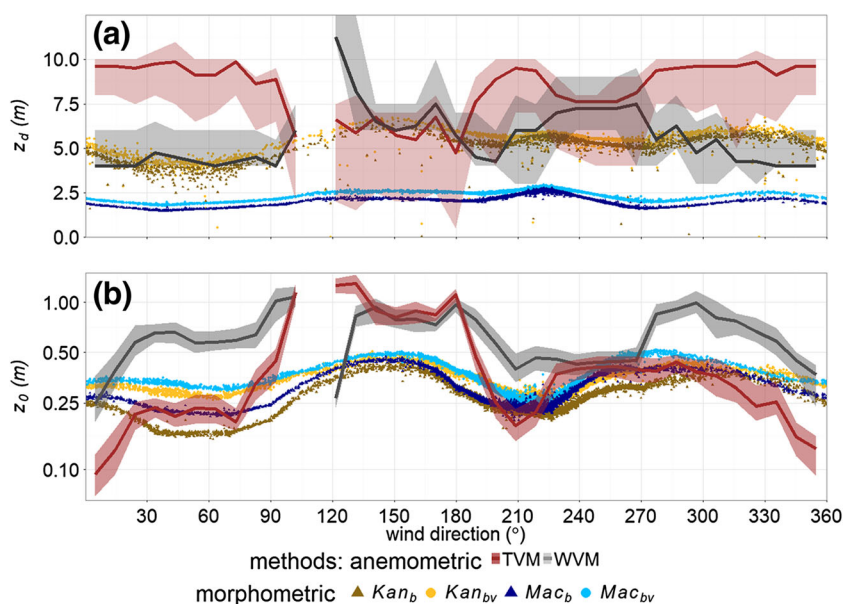 (a)
z_d (m)
10.0
7.5
5.0
2.5
0.0
(b)
z_0 (m)
1.00
0.50
0.25
0.10
30 60 90 120 150 180 210 240 270 300 330 360
wind direction (°)
methods: anemometric TVM WVM
morphometric Kan_b Kan_bv Mac_b Mac_bv